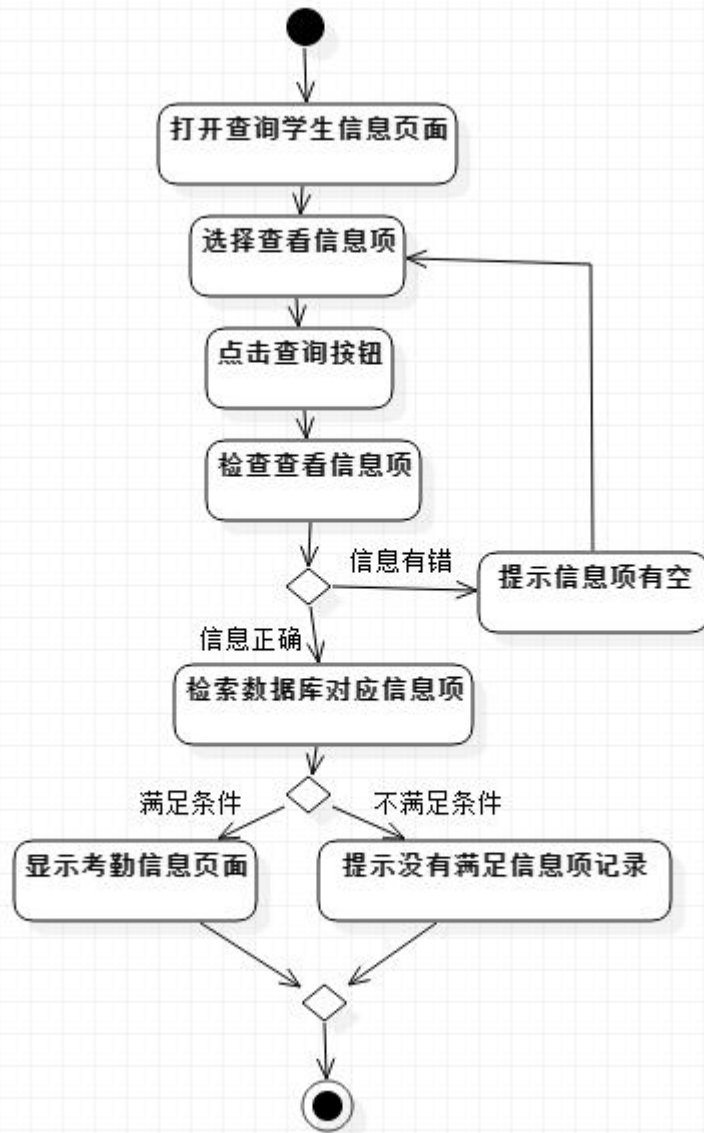 打开查询学生信息页面
选择查看信息项
点击查询按钮
检查查看信息项
信息有错
提示信息项有空
信息正确
检索数据库对应信息项
满足条件
不满足条件
显示考勤信息页面
提示没有满足信息项记录